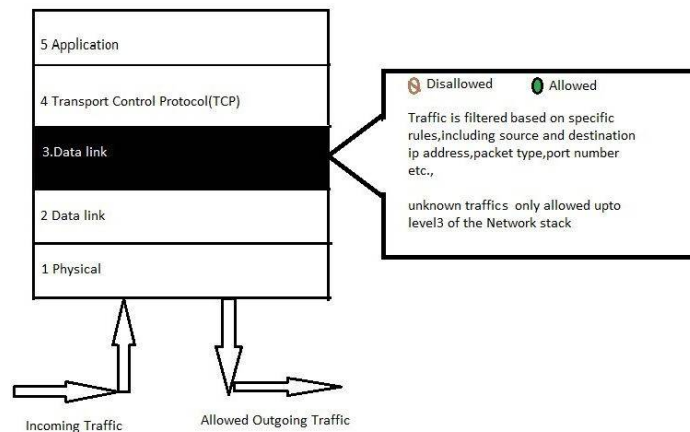 5 Application
4 Transport Control Protocol(TCP)
3.Data link
2 Data link
1 Physical
Disallowed Allowed
Traffic is filtered based on specific
rules,including source and destination
ip address,packet type,port number
etc.,
unknown traffics only allowed upto
level3 of the Network stack
Incoming Traffic
Allowed Outgoing Traffic